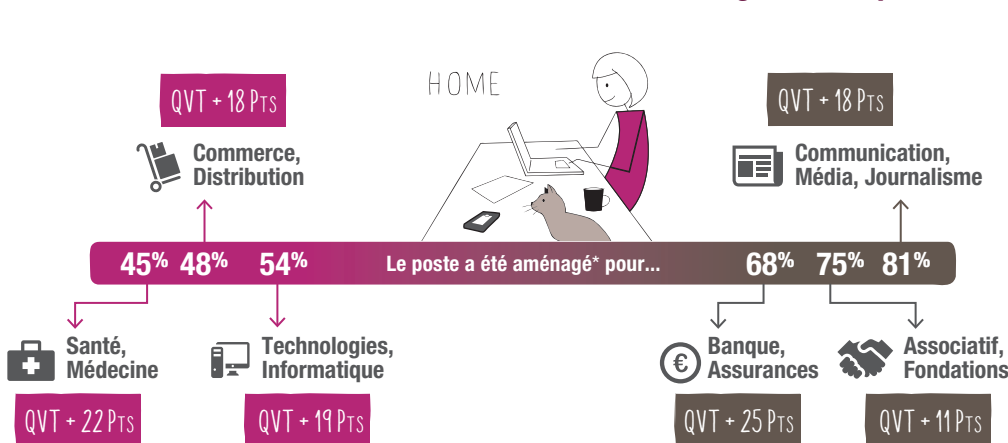 HOME
QVT + 18 PTS
QVT + 18 PTS
Commerce,
Distribution
Communication,
Média, Journalisme
45% 48% 54% Le poste a été aménagé* pour... 68% 75% 81%
Santé,
Médecine
Technologies,
Informatique
Banque,
Assurances
Associatif,
Fondations
QVT + 22 PTS
QVT + 19 PTS
QVT + 25 PTS
QVT + 11 PTS